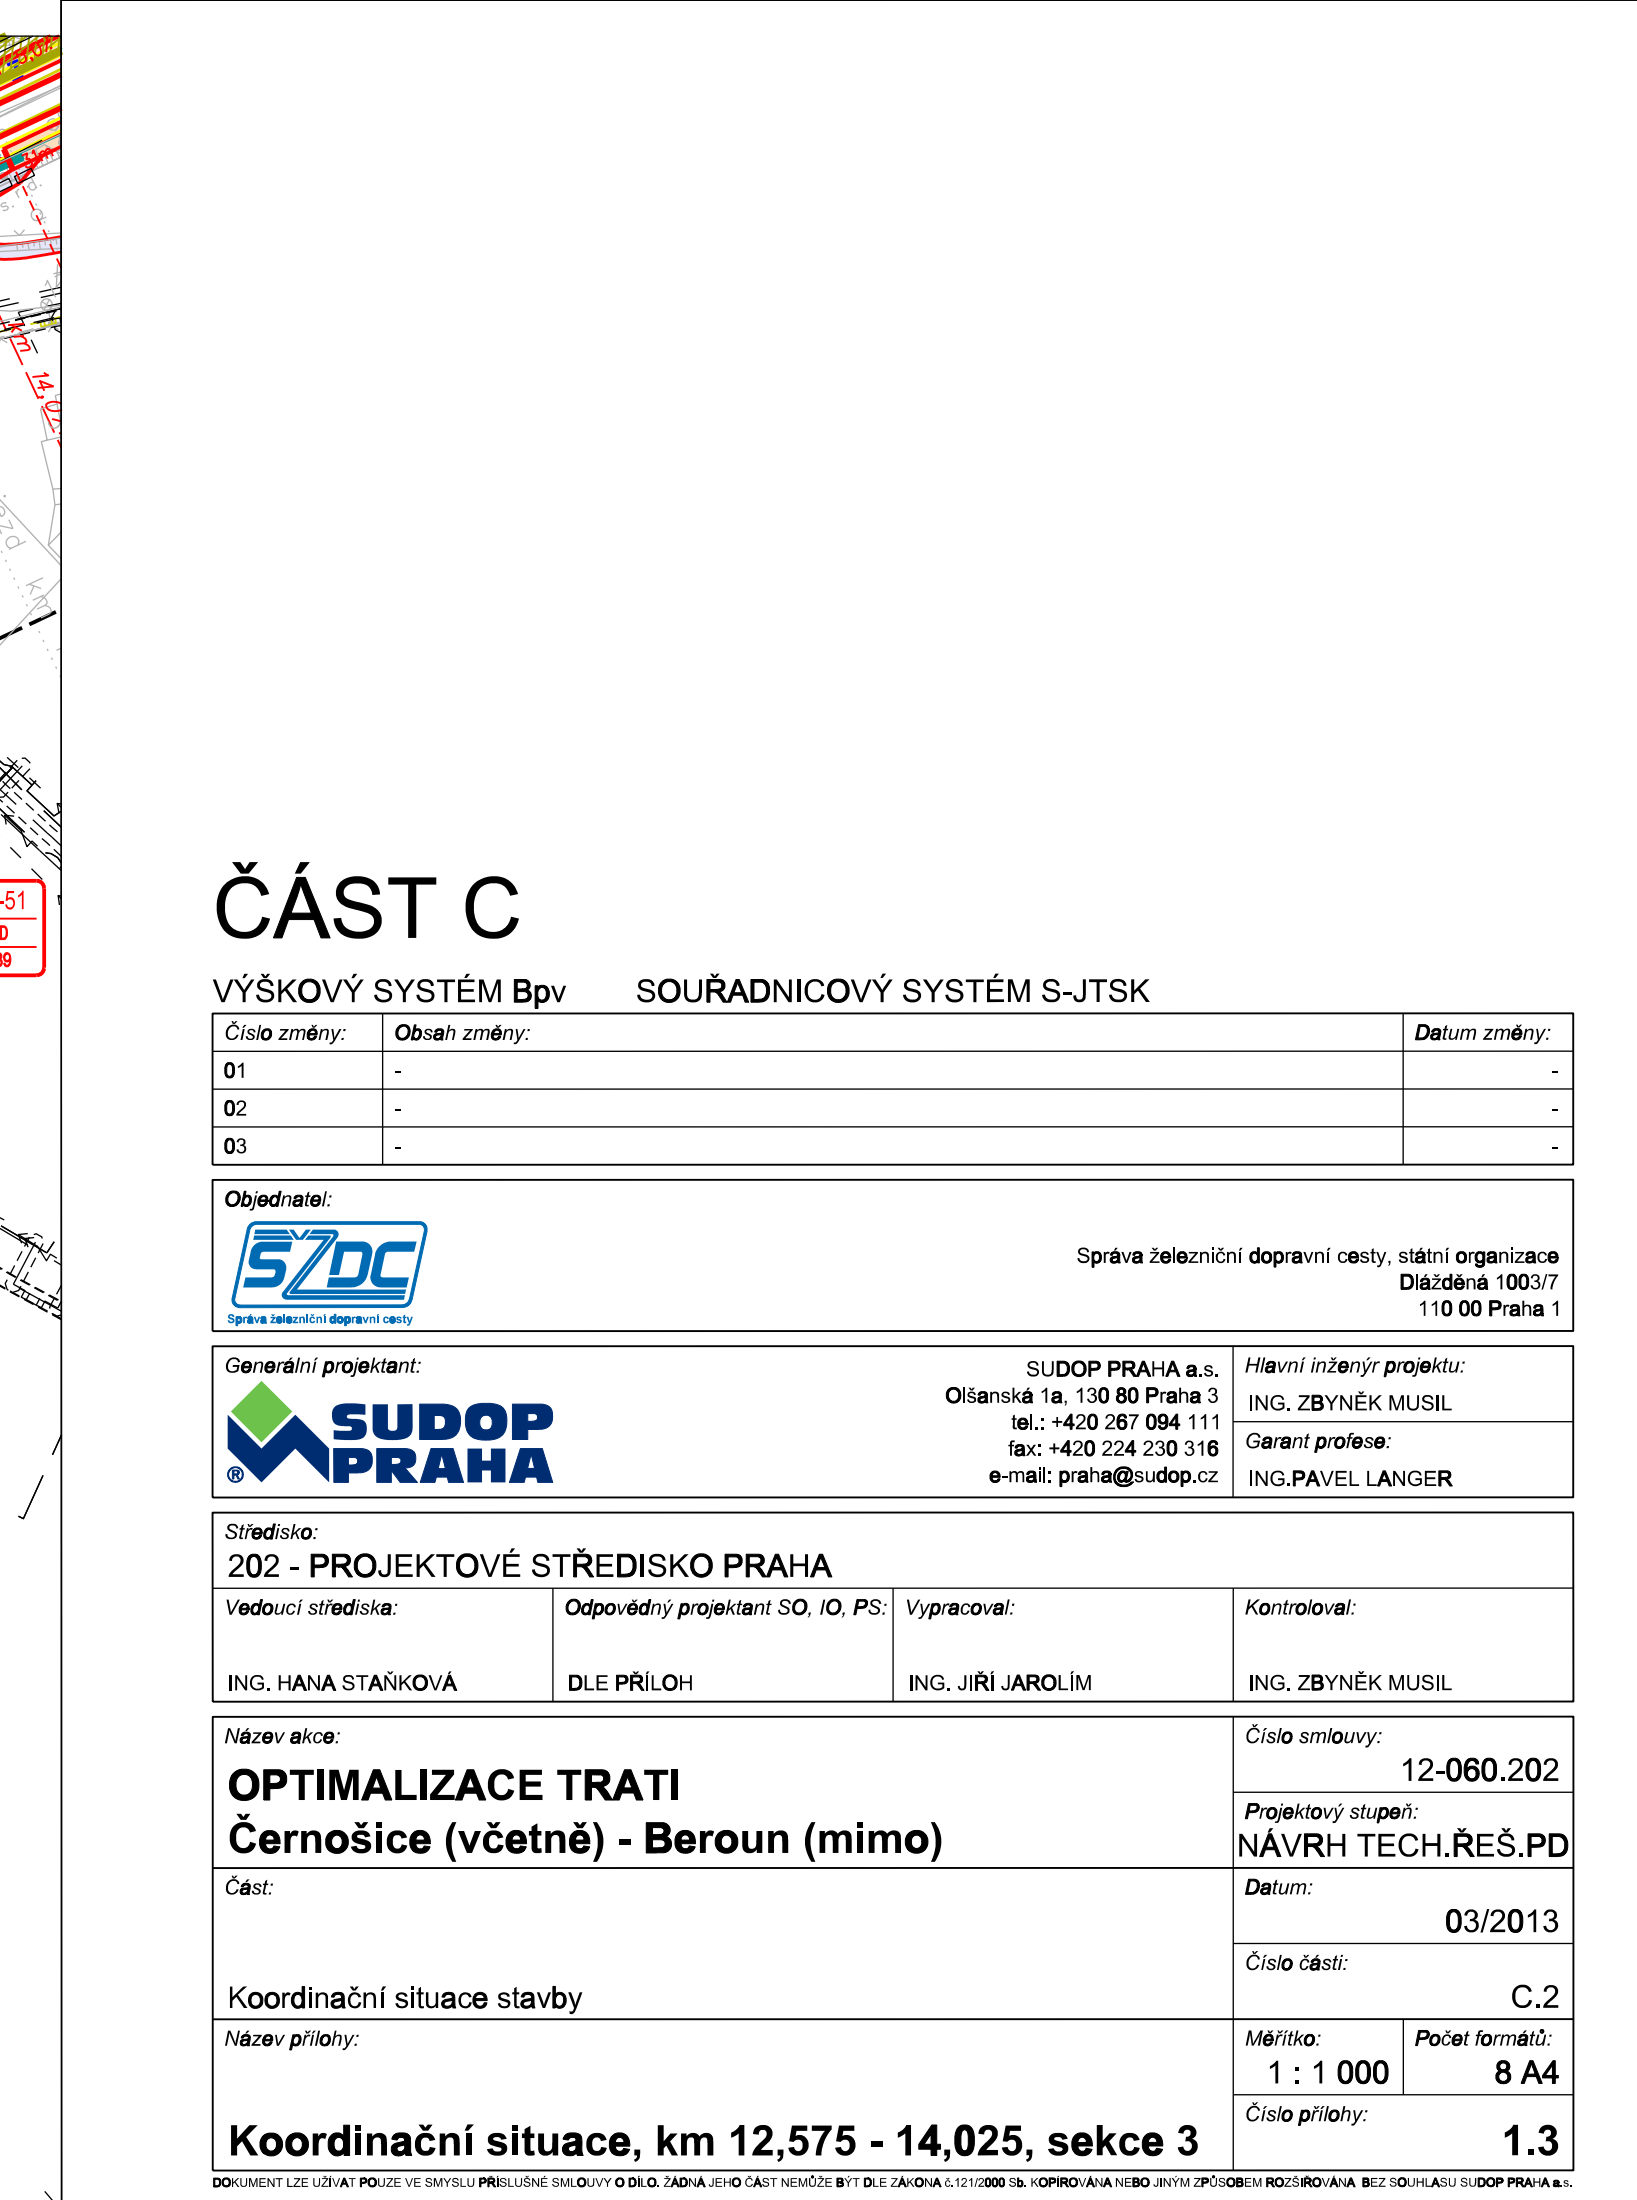 ČÁST C
VÝŠKOVÝ SYSTÉM Bpv SOUŘADNICOVÝ SYSTÉM S-JTSK
Číslo změny: Obsah změny: Datum změny:
01 - -
02 - -
03 - -
Objednatel:
SŽDC
Správa železniční dopravní cesty
Správa železniční dopravní cesty, státní organizace
Dlážděná 1003/7
110 00 Praha 1
Generální projektant:
SUDOP
PRAHA
®
SUDOP PRAHA a.s.
Olšanská 1a, 130 80 Praha 3
tel.: +420 267 094 111
fax: +420 224 230 316
e-mail: praha@sudop.cz
Hlavní inženýr projektu:
ING. ZBYNĚK MUSIL
Garant profese:
ING.PAVEL LANGER
Středisko:
202 - PROJEKTOVÉ STŘEDISKO PRAHA
Vedoucí střediska: Odpovědný projektant SO, IO, PS: Vypracoval: Kontroloval:
ING. HANA STAŇKOVÁ DLE PŘÍLOH ING. JIŘÍ JAROLÍM ING. ZBYNĚK MUSIL
Název akce:
OPTIMALIZACE TRATI
Černošice (včetně) - Beroun (mimo)
Číslo smlouvy:
12-060.202
Projektový stupeň:
NÁVRH TECH.ŘEŠ.PD
Část:
Koordinační situace stavby
Datum:
03/2013
Číslo části:
C.2
Název přílohy:
Koordinační situace, km 12,575 - 14,025, sekce 3
Měřítko:
1 : 1 000
Počet formátů:
8 A4
Číslo přílohy:
1.3
DOKUMENT LZE UŽÍVAT POUZE VE SMYSLU PŘÍSLUŠNÉ SMLOUVY O DÍLO. ŽÁDNÁ JEHO ČÁST NEMŮŽE BÝT DLE ZÁKONA č.121/2000 Sb. KOPÍROVÁNA NEBO JINÝM ZPŮSOBEM ROZŠIŘOVÁNA BEZ SOUHLASU SUDOP PRAHA a.s.
km 14,0
-51
D
39